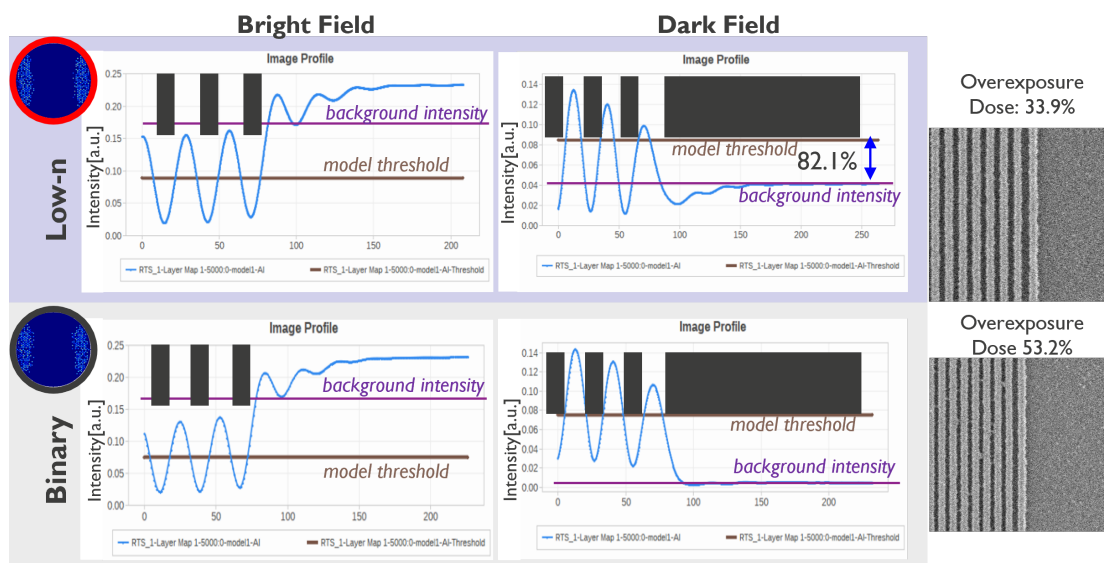 Bright Field
Dark Field
Low-n
Image Profile
Intensity[a.u.]
0.25
0.20
0.15
0.10
0.05
0.00
0
50
100
150
200
background intensity
model threshold
RTS_1-Layer Map 1-5000:0-model1-AI
RTS_1-Layer Map 1-5000:0-model1-AI-Threshold
Image Profile
Intensity[a.u.]
0.14
0.12
0.10
0.08
0.06
0.04
0.02
0.00
0
50
100
150
200
250
model threshold
82.1%
background intensity
RTS_1-Layer Map 1-5000:0-model1-AI
RTS_1-Layer Map 1-5000:0-model1-AI-Threshold
Overexposure
Dose: 33.9%
Binary
Image Profile
Intensity[a.u.]
0.25
0.20
0.15
0.10
0.05
0.00
0
50
100
150
200
background intensity
model threshold
RTS_1-Layer Map 1-5000:0-model1-AI
RTS_1-Layer Map 1-5000:0-model1-AI-Threshold
Image Profile
Intensity[a.u.]
0.14
0.12
0.10
0.08
0.06
0.04
0.02
0.00
0
50
100
150
200
model threshold
background intensity
RTS_1-Layer Map 1-5000:0-model1-AI
RTS_1-Layer Map 1-5000:0-model1-AI-Threshold
Overexposure
Dose 53.2%